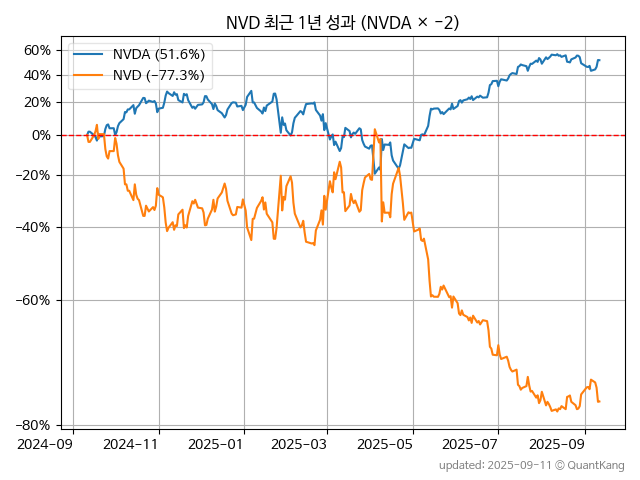 NVD 최근 1년 성과 (NVDA × −2)
NVDA (51.6%)
NVD (−77.3%)
60%
40%
20%
0%
−20%
−40%
−60%
−80%
2024-09 2024-11 2025-01 2025-03 2025-05 2025-07 2025-09
updated: 2025-09-11 © QuantKang